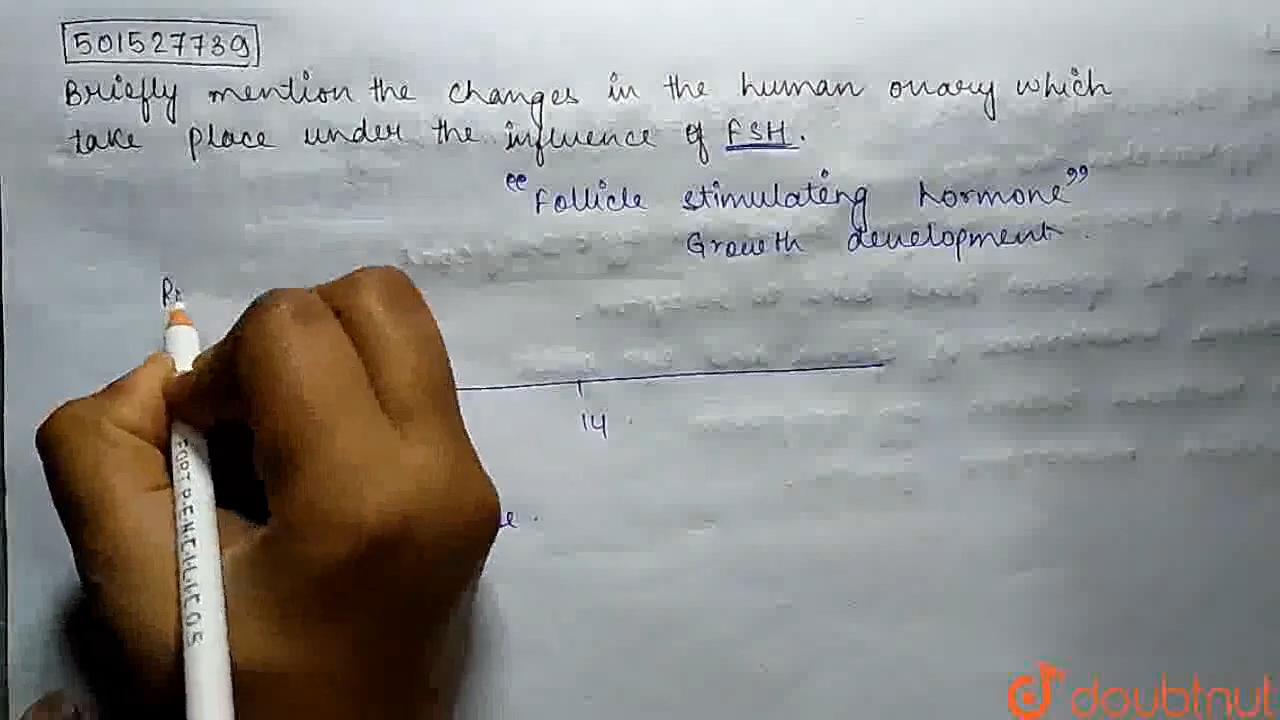 501527739
Briefly mention the changes in the human ovary which
take place under the influence of FSH.
"Follicle stimulating hormone"
Growth development.
14
doubtnut